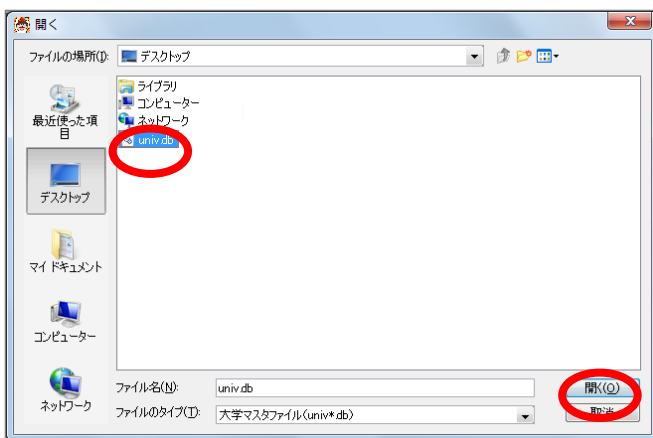 開く
ファイルの場所(I):
デスクトップ
最近使った項目
デスクトップ
マイ ドキュメント
コンピューター
ネットワーク
ライブラリ
コンピューター
ネットワーク
univ.db
ファイル名(N):
univ.db
開く(O)
ファイルのタイプ(T):
大学マスタファイル(univ*.db)
取消